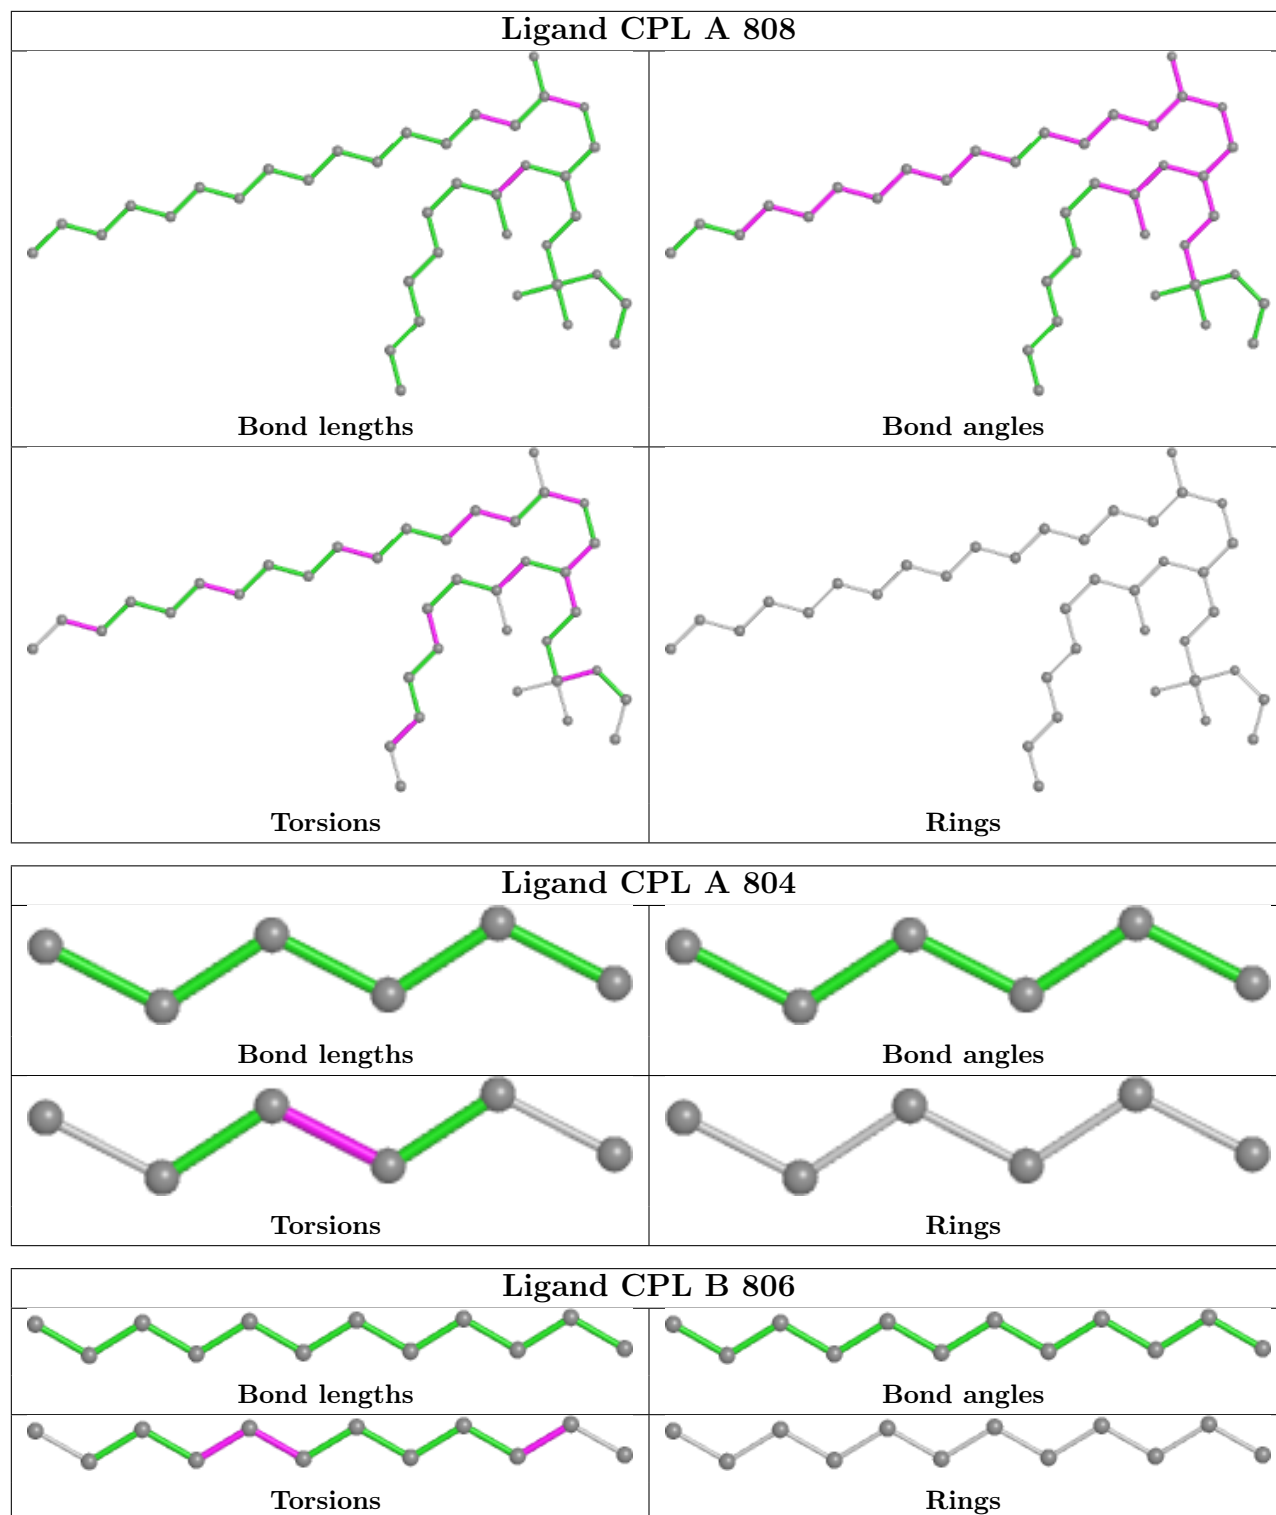 Ligand CPL A 808
Bond lengths
Bond angles
Torsions
Rings
Ligand CPL A 804
Bond lengths
Bond angles
Torsions
Rings
Ligand CPL B 806
Bond lengths
Bond angles
Torsions
Rings